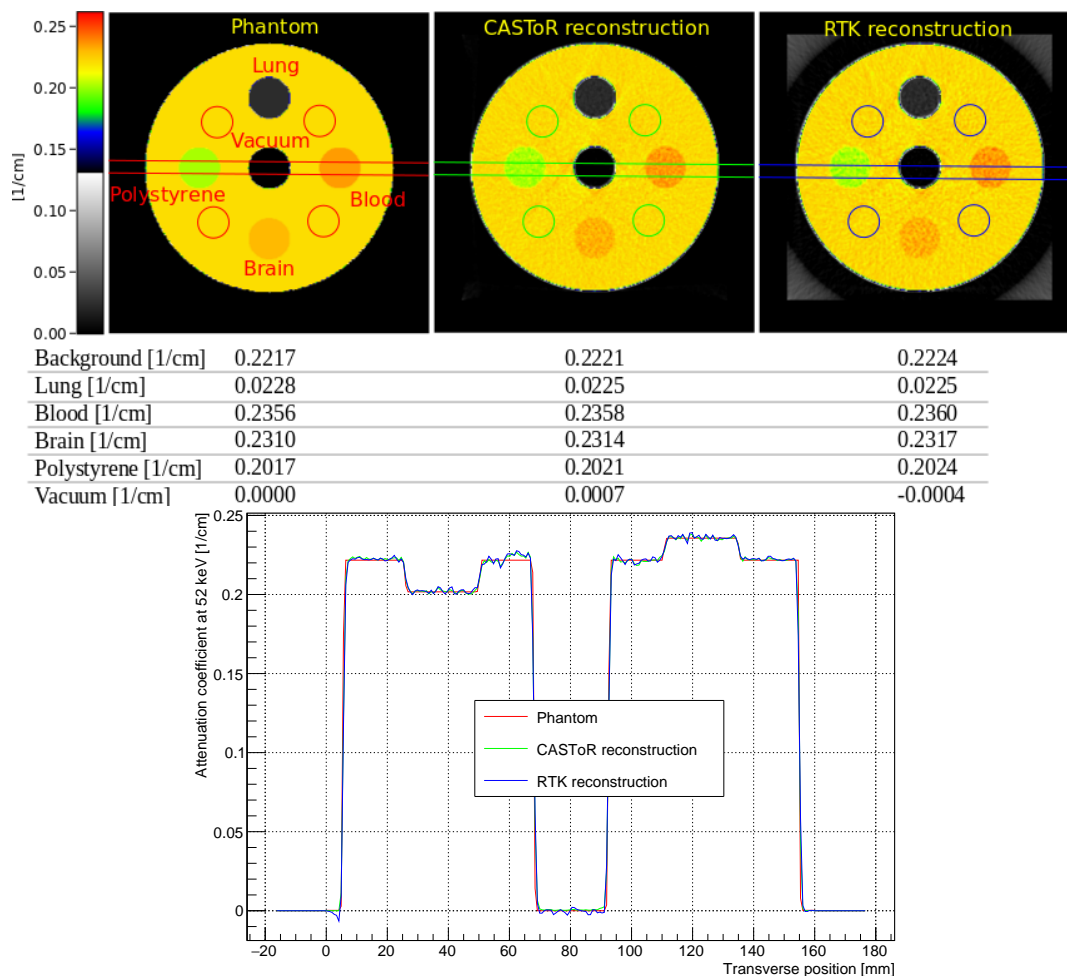 Phantom CASToR reconstruction RTK reconstruction
0.25
Lung
0.20
Vacuum
0.15
[1/cm]
Polystyrene Blood
0.10
0.05
Brain
0.00
Background [1/cm] 0.2217 0.2221 0.2224
Lung [1/cm] 0.0228 0.0225 0.0225
Blood [1/cm] 0.2356 0.2358 0.2360
Brain [1/cm] 0.2310 0.2314 0.2317
Polystyrene [1/cm] 0.2017 0.2021 0.2024
Vacuum [1/cm] 0.0000 0.0007 -0.0004
Attenuation coefficient at 52 keV [1/cm]
0.25
0.2
0.15
0.1
0.05
0
Phantom
CASToR reconstruction
RTK reconstruction
−20 0 20 40 60 80 100 120 140 160 180
Transverse position [mm]